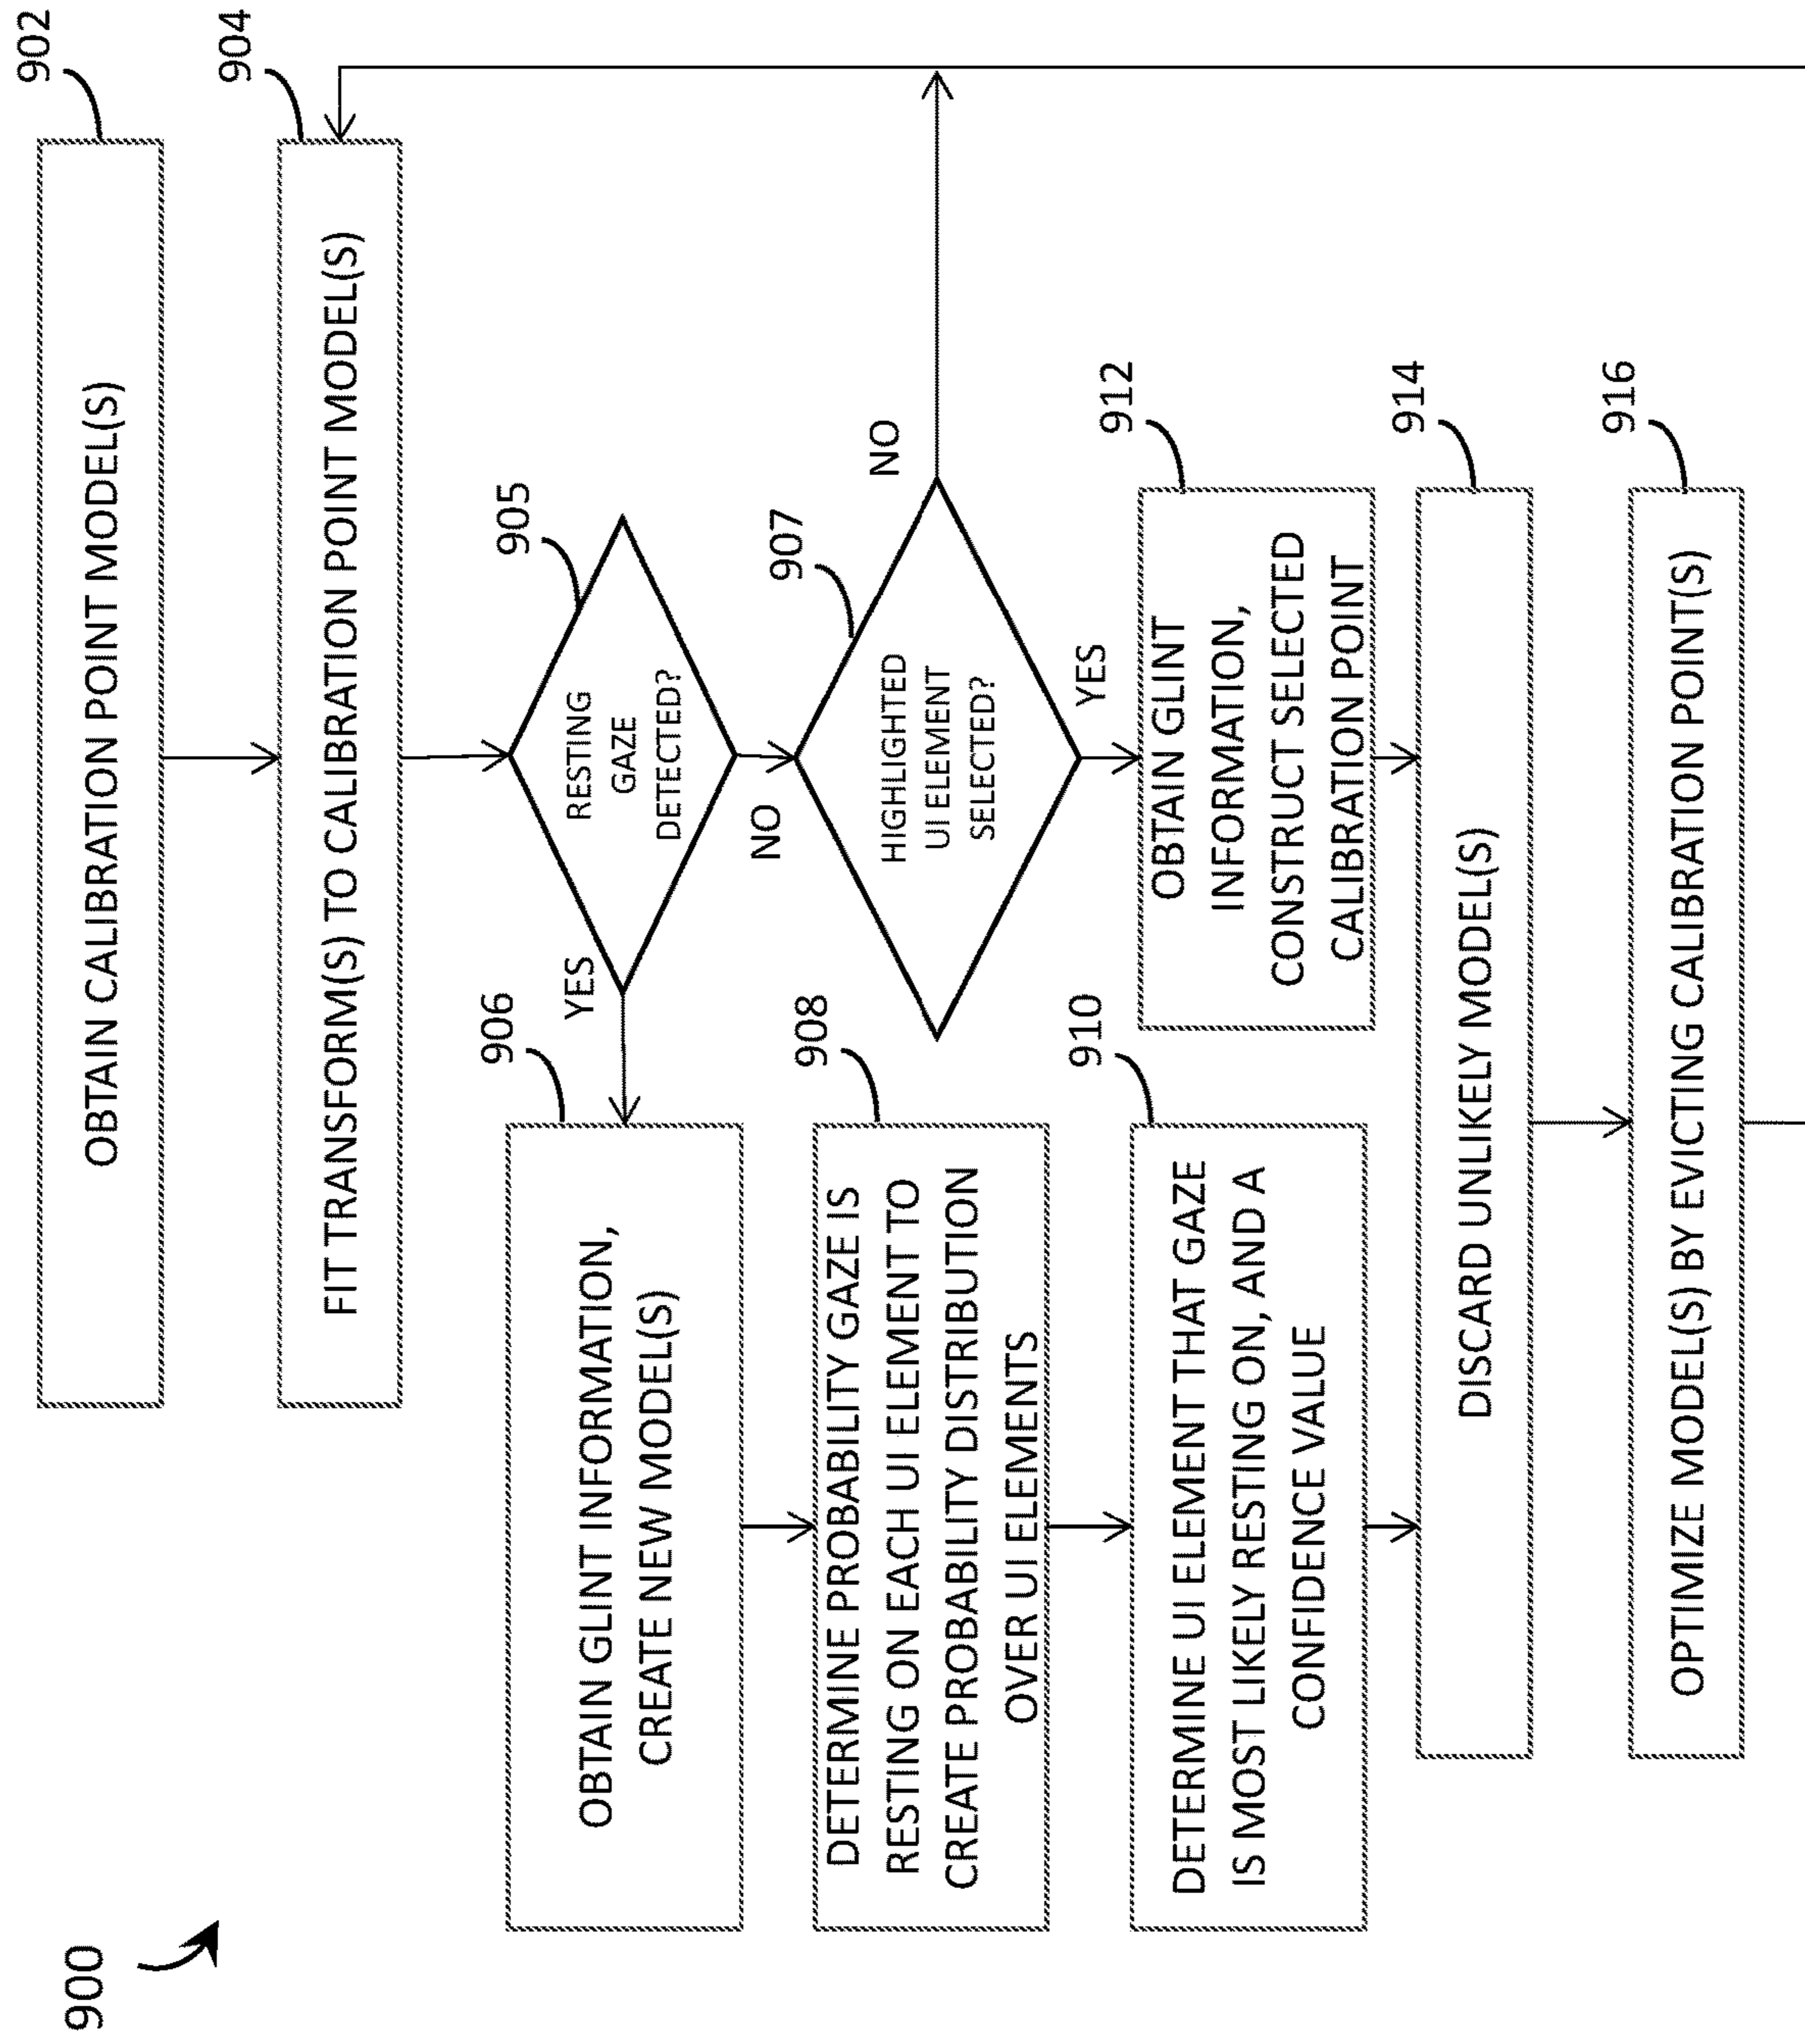 900
902
OBTAIN CALIBRATION POINT MODEL(S)
904
FIT TRANSFORM(S) TO CALIBRATION POINT MODEL(S)
905
RESTING
GAZE
DETECTED?
YES
NO
906
OBTAIN GLINT INFORMATION,
CREATE NEW MODEL(S)
907
HIGHLIGHTED
UI ELEMENT
SELECTED?
NO
YES
908
DETERMINE PROBABILITY GAZE IS
RESTING ON EACH UI ELEMENT TO
CREATE PROBABILITY DISTRIBUTION
OVER UI ELEMENTS
910
DETERMINE UI ELEMENT THAT GAZE
IS MOST LIKELY RESTING ON, AND A
CONFIDENCE VALUE
912
OBTAIN GLINT
INFORMATION,
CONSTRUCT SELECTED
CALIBRATION POINT
914
DISCARD UNLIKELY MODEL(S)
916
OPTIMIZE MODEL(S) BY EVICTING CALIBRATION POINT(S)